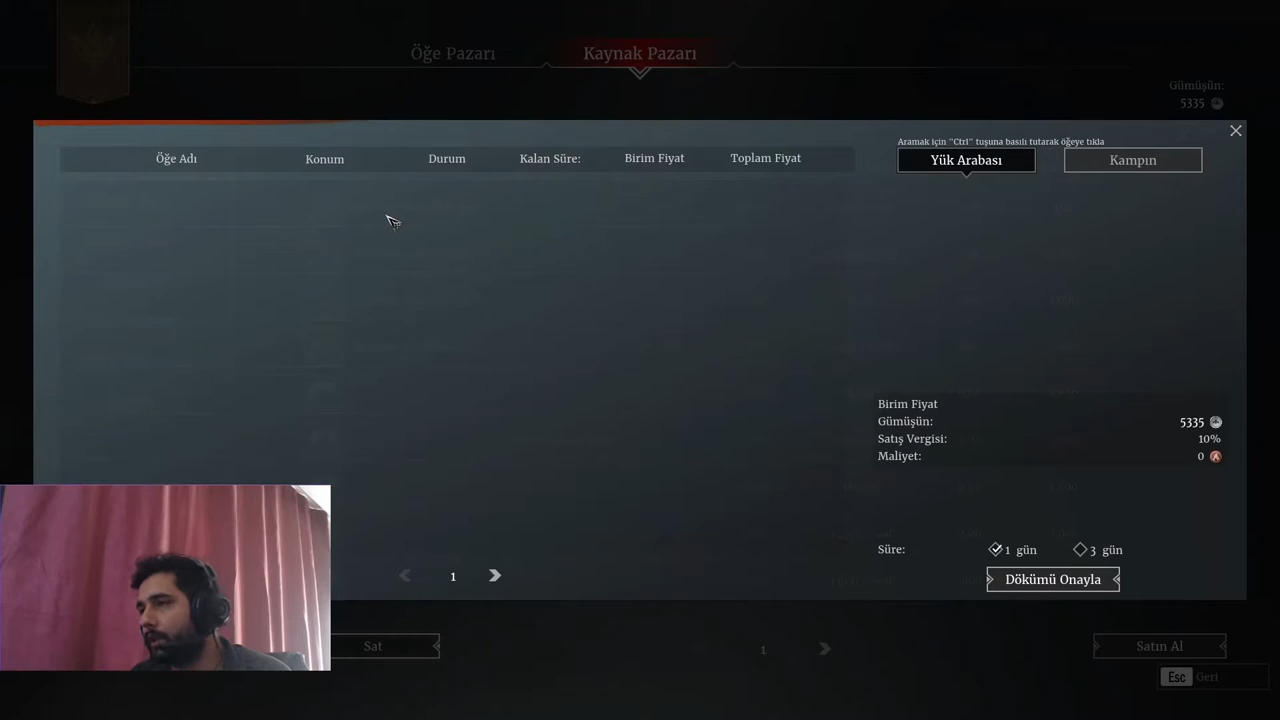 Öğe Pazarı
Kaynak Pazarı
Gümüşün:
5335
Aramak için "Ctrl" tuşuna basılı tutarak öğeye tıkla
Öğe Adı Konum Durum Kalan Süre: Birim Fiyat Toplam Fiyat
Yük Arabası Kampın
Birim Fiyat
Gümüşün: 5335
Satış Vergisi: 10%
Maliyet: 0
Süre: 1 gün 3 gün
1
Dökümü Onayla
Sat
1
Satın Al
Esc Geri